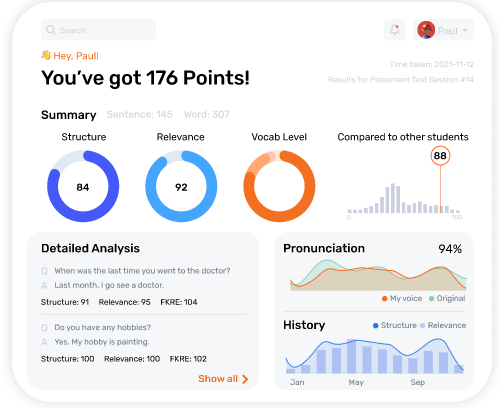 Search
Paul
👋 Hey, Paul!
You've got 176 Points!
Time taken: 2021-11-12
Results for Placement Test Session #14
Summary Sentence: 145 Word: 307
Structure
Relevance
Vocab Level
Compared to other students
84
92
88
0
100
Detailed Analysis
Q When was the last time you went to the doctor?
A Last month. I go see a doctor.
Structure: 91 Relevance: 95 FKRE: 104
Q Do you have any hobbies?
A Yes. My hobby is painting.
Structure: 100 Relevance: 100 FKRE: 102
Show all
Pronunciation 94%
My voice Original
History Structure Relevance
Jan May Sep